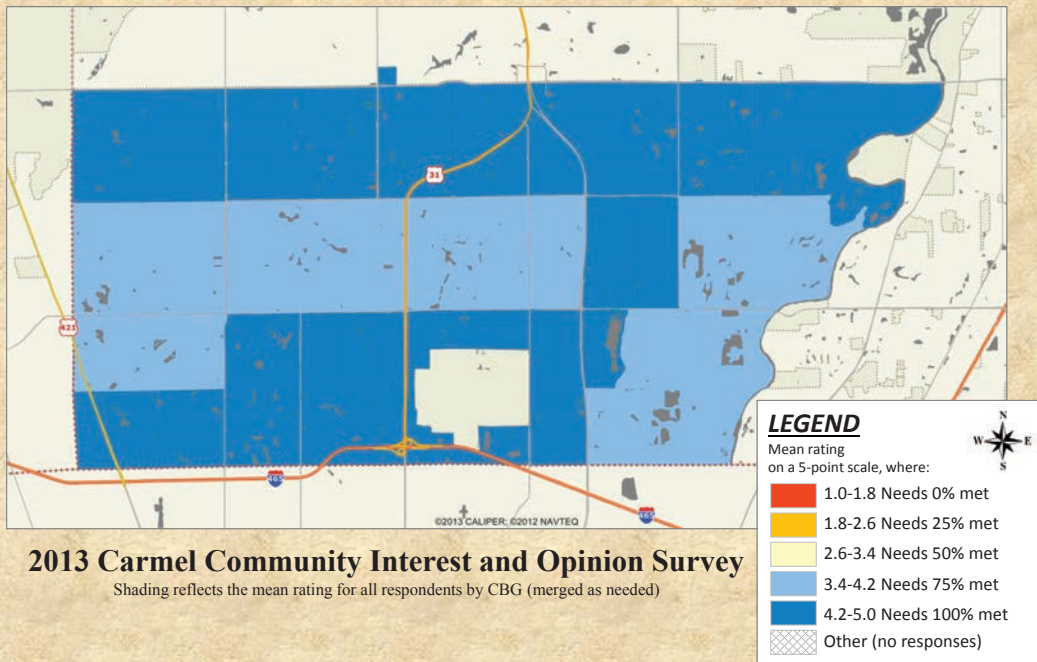 31
421
465
465
©2013 CALIPER; ©2012 NAVTEQ
2013 Carmel Community Interest and Opinion Survey
Shading reflects the mean rating for all respondents by CBG (merged as needed)
LEGEND
Mean rating
on a 5-point scale, where:
N
W E
S
1.0-1.8 Needs 0% met
1.8-2.6 Needs 25% met
2.6-3.4 Needs 50% met
3.4-4.2 Needs 75% met
4.2-5.0 Needs 100% met
Other (no responses)